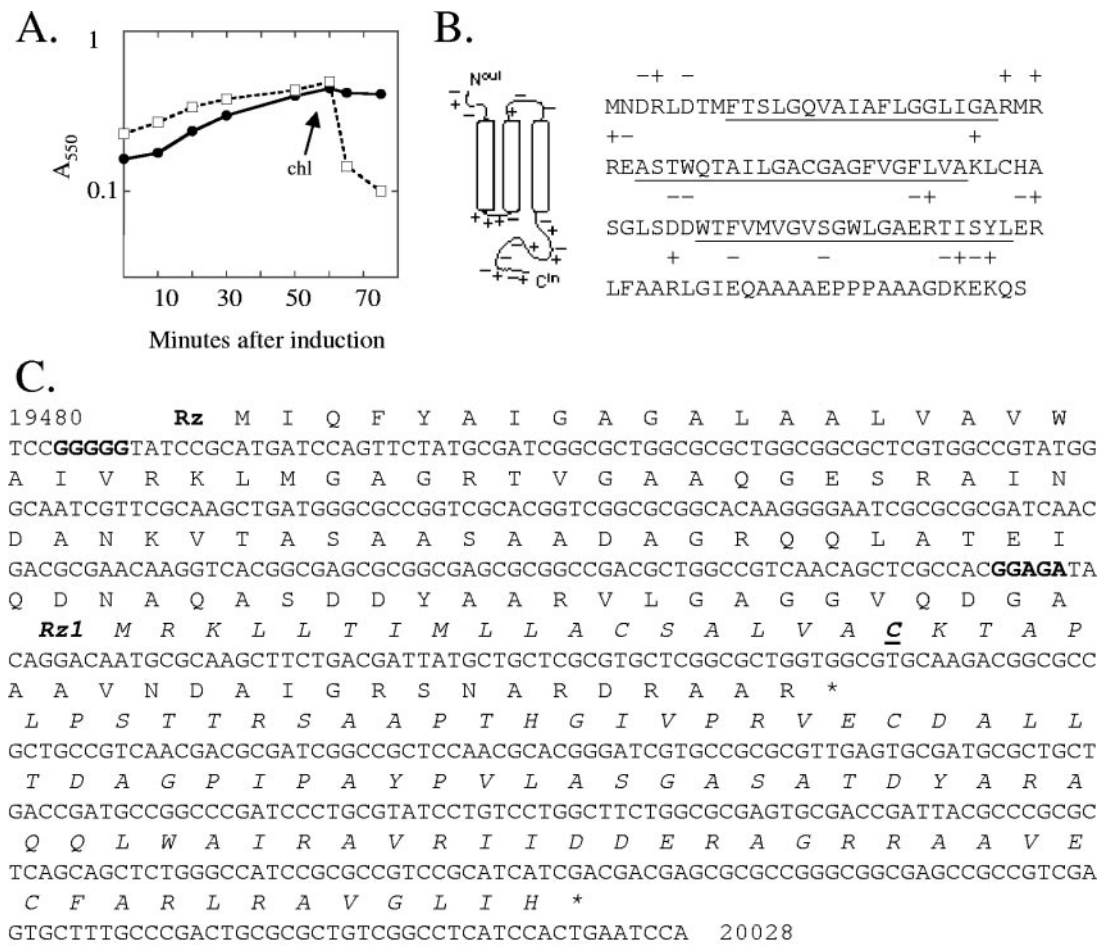 A.
1
0.1
A550
chl
10 30 50 70
Minutes after induction
B.
Nout
+
−
−
−
+
−
+ + − +
−
+
−
+
−
− + − + Cin
−+ − + +
MNDRLDTMFTSLGQVAIAFLGGLIGARMR
+− +
REASTWQTAILGACGAGFVGFLVAKLCHA
−− −+ −+
SGLSDDWTFVMVGVSGWLGAERTISYLER
+ − − −+−+
LFAARLGIEQAAAAEPPPAAAGDKEKQS
C.
19480 Rz M I Q F Y A I G A G A L A A L V A V W
TCCGGGGGTATCCGCATGATCCAGTTCTATGCGATCGGCGCTGGCGCGCTGGCGGCGCTCGTGGCCGTATGG
A I V R K L M G A G R T V G A A Q G E S R A I N
GCAATCGTTCGCAAGCTGATGGGCGCCGGTCGCACGGTCGGCGCGGCACAAGGGGAATCGCGCGCGATCAAC
D A N K V T A S A A S A A D A G R Q Q L A T E I
GACGCGAACAAGGTCACGGCGAGCGCGGCGAGCGCGGCCGACGCTGGCCGTCAACAGCTCGCCACGGAGATA
Q D N A Q A S D D Y A A R V L G A G G V Q D G A
Rz1 M R K L L T I M L L A C S A L V A C K T A P
CAGGACAATGCGCAAGCTTCTGACGATTATGCTGCTCGCGTGCTCGGCGCTGGTGGCGTGCAAGACGGCGCC
A A V N D A I G R S N A R D R A A R *
L P S T T R S A A P T H G I V P R V E C D A L L
GCTGCCGTCAACGACGCGATCGGCCGCTCCAACGCACGGGATCGTGCCGCGCGTTGAGTGCGATGCGCTGCT
T D A G P I P A Y P V L A S G A S A T D Y A R A
GACCGATGCCGGCCCGATCCCTGCGTATCCTGTCCTGGCTTCTGGCGCGAGTGCGACCGATTACGCCCGCGC
Q Q L W A I R A V R I I D D E R A G R R A A V E
TCAGCAGCTCTGGGCCATCCGCGCCGTCCGCATCATCGACGACGAGCGCGCCGGGCGGCGAGCCGCCGTCGA
C F A R L R A V G L I H *
GTGCTTTGCCCGACTGCGCGCTGTCGGCCTCATCCACTGAATCCA 20028